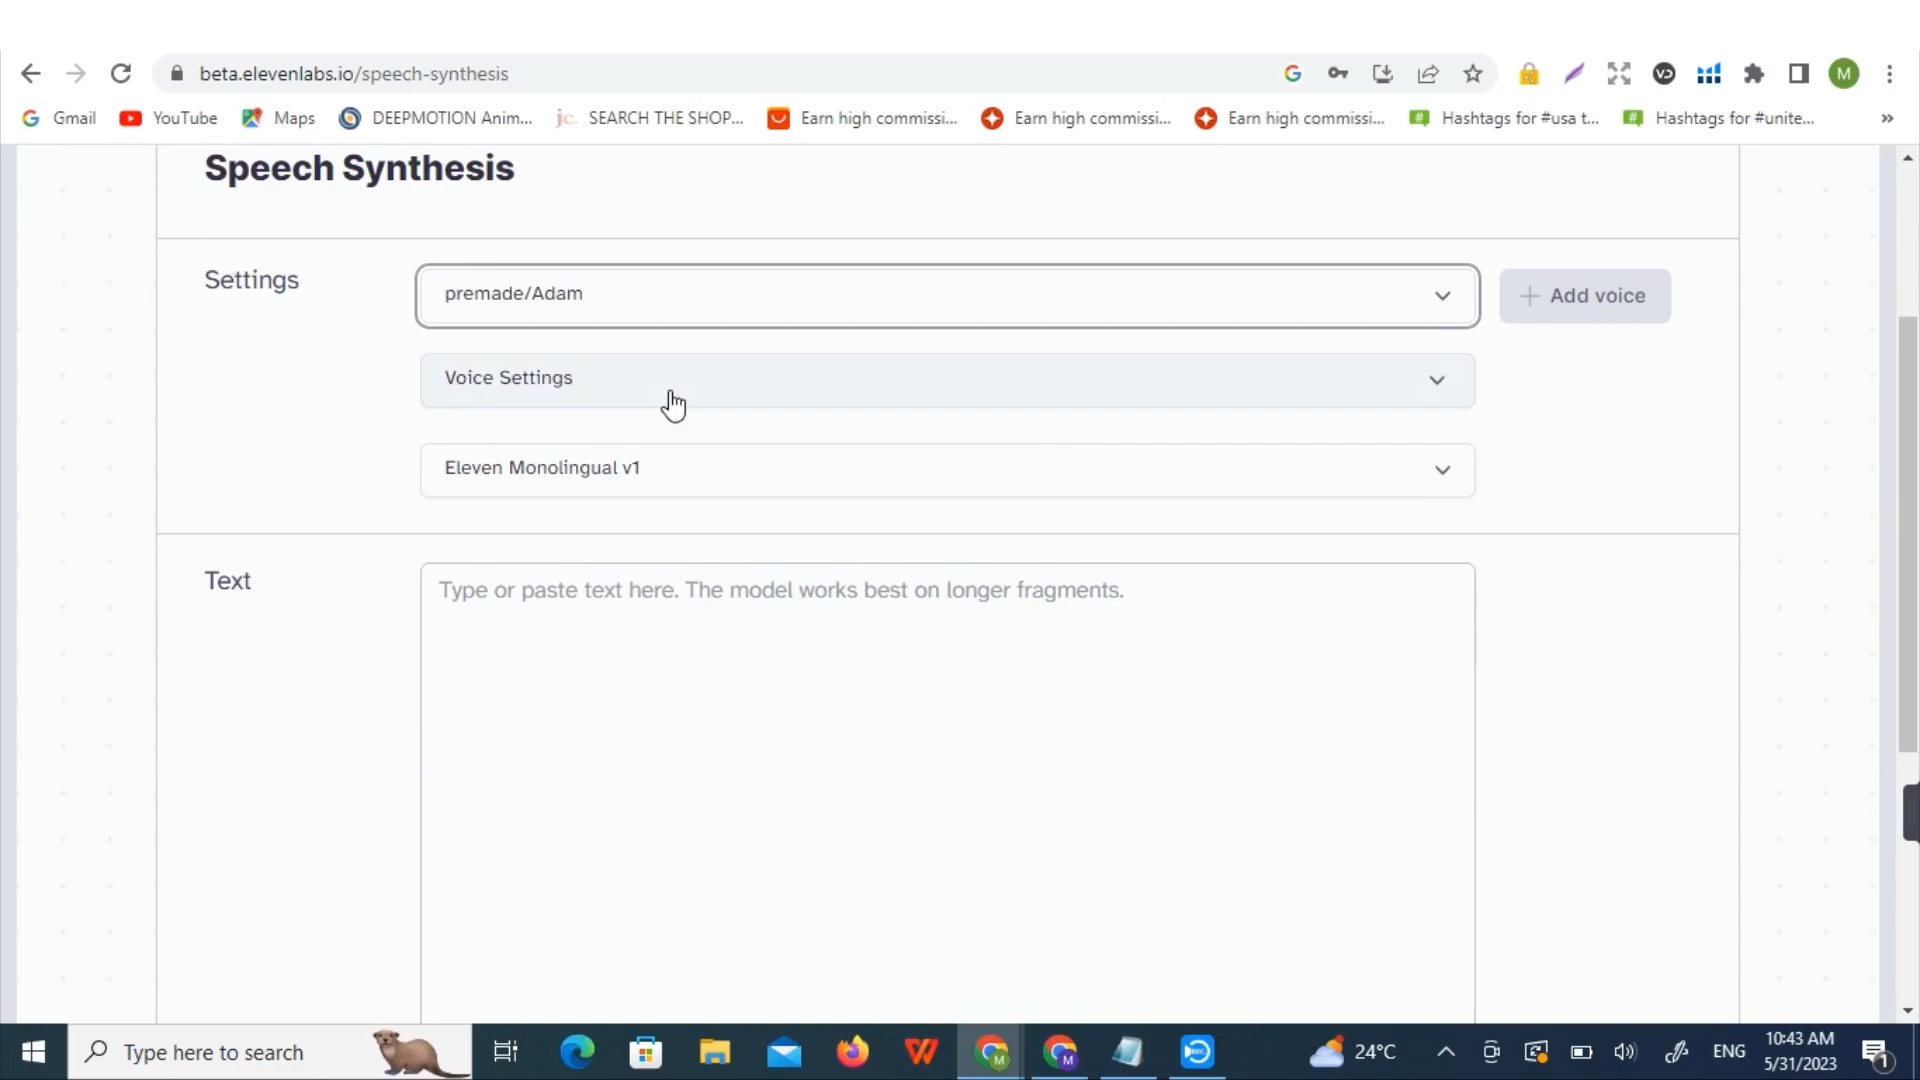 beta.elevenlabs.io/speech-synthesis
M
Gmail
YouTube
Maps
DEEPMOTION Anim...
jc. SEARCH THE SHOP...
Earn high commissi...
Earn high commissi...
Earn high commissi...
Hashtags for #usa t...
Hashtags for #unite...
»
Speech Synthesis
Settings
premade/Adam
+ Add voice
Voice Settings
Eleven Monolingual v1
Text
Type or paste text here. The model works best on longer fragments.
Type here to search
24°C
ENG
10:43 AM
5/31/2023
1